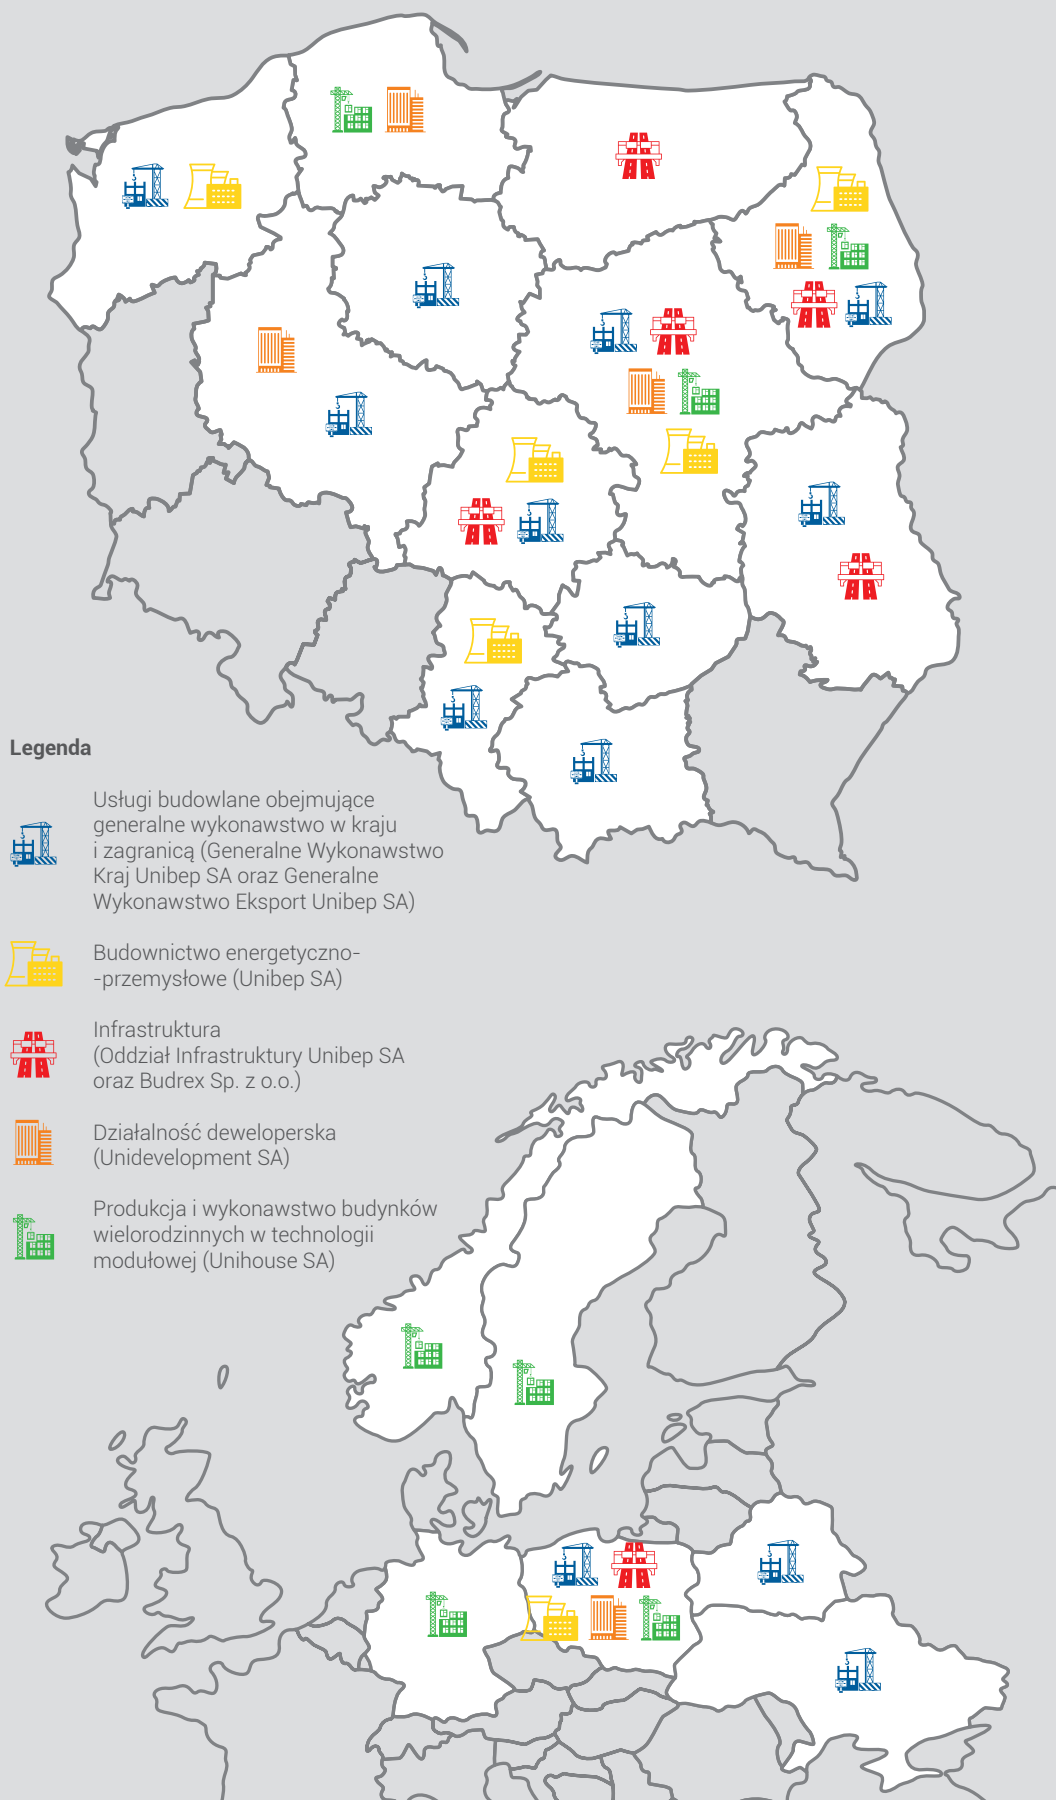 Legenda
Usługi budowlane obejmujące
generalne wykonawstwo w kraju
i zagranicą (Generalne Wykonawstwo
Kraj Unibep SA oraz Generalne
Wykonawstwo Eksport Unibep SA)
Budownictwo energetyczno-
-przemysłowe (Unibep SA)
Infrastruktura
(Oddział Infrastruktury Unibep SA
oraz Budrex Sp. z o.o.)
Działalność deweloperska
(Unidevelopment SA)
Produkcja i wykonawstwo budynków
wielorodzinnych w technologii
modułowej (Unihouse SA)